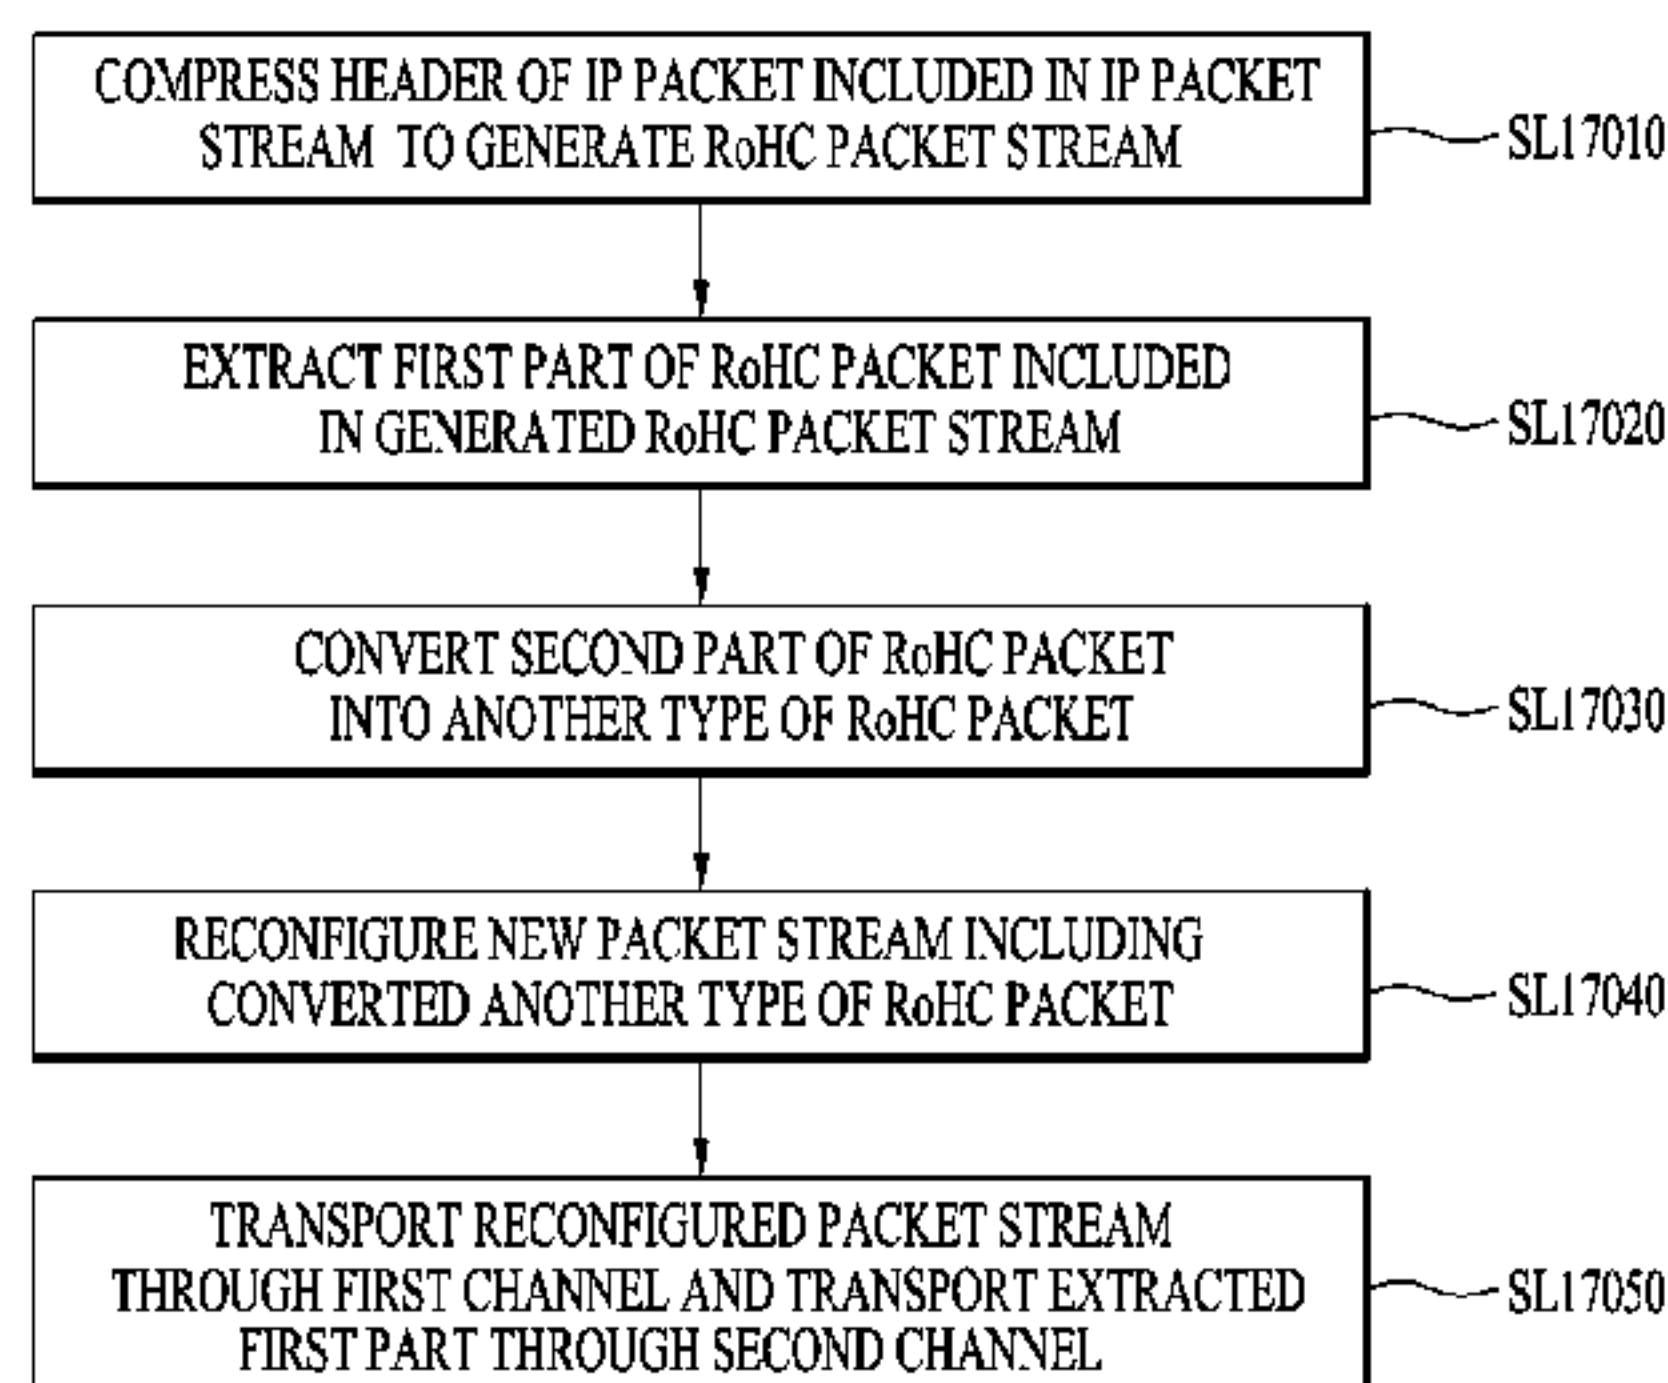 COMPRESS HEADER OF IP PACKET INCLUDED IN IP PACKET
STREAM TO GENERATE RoHC PACKET STREAM
SL17010
EXTRACT FIRST PART OF RoHC PACKET INCLUDED
IN GENERATED RoHC PACKET STREAM
SL17020
CONVERT SECOND PART OF RoHC PACKET
INTO ANOTHER TYPE OF RoHC PACKET
SL17030
RECONFIGURE NEW PACKET STREAM INCLUDING
CONVERTED ANOTHER TYPE OF RoHC PACKET
SL17040
TRANSPORT RECONFIGURED PACKET STREAM
THROUGH FIRST CHANNEL AND TRANSPORT EXTRACTED
FIRST PART THROUGH SECOND CHANNEL
SL17050